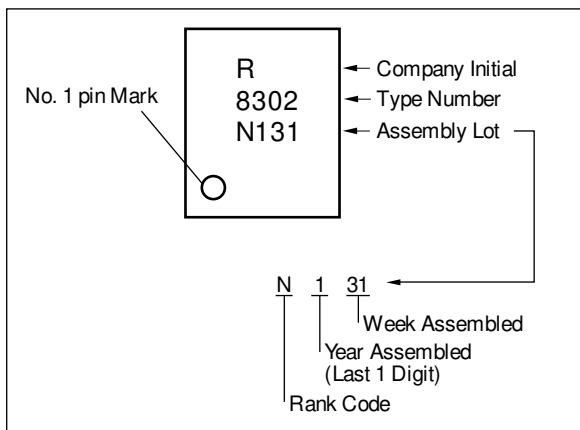 R
8302
N131
No. 1 pin Mark
Company Initial
Type Number
Assembly Lot
N 1 31
Week Assembled
Year Assembled
(Last 1 Digit)
Rank Code